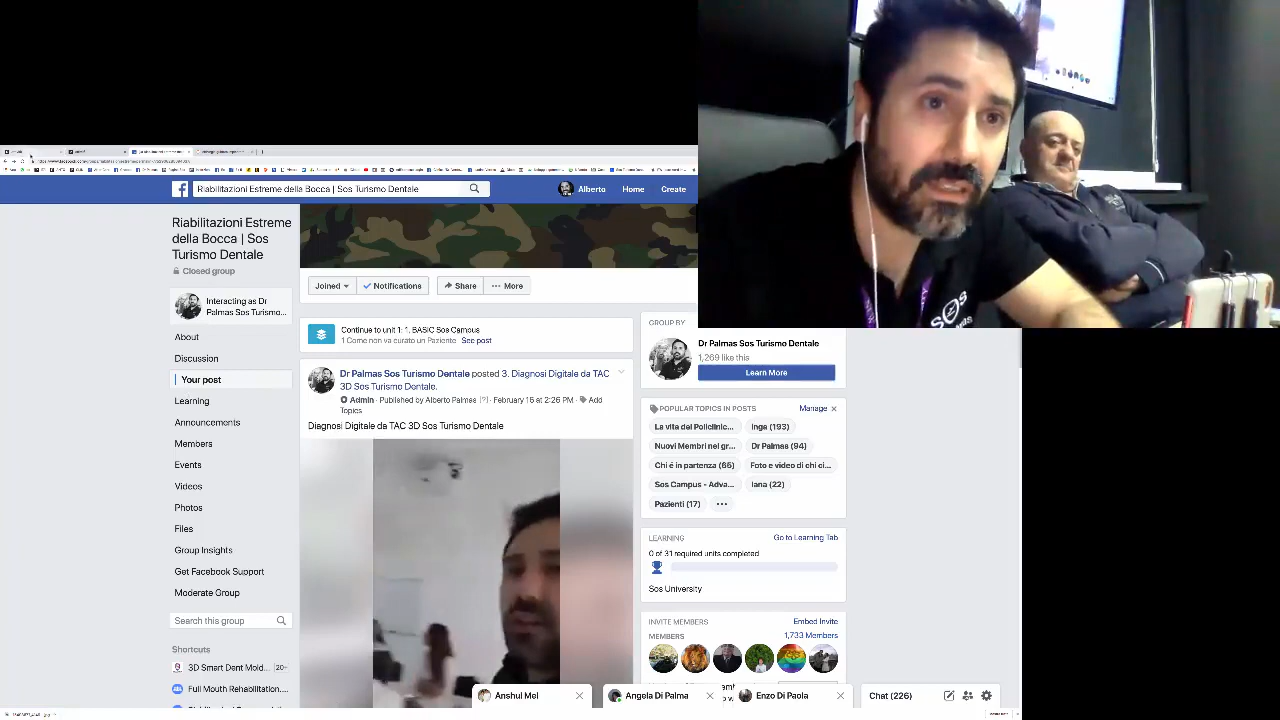 Riabilitazioni Estreme della Bocca | Sos Turismo Dentale
Alberto
Home
Create
Riabilitazioni Estreme
della Bocca | Sos
Turismo Dentale
Closed group
Interacting as Dr
Palmas Sos Turismo...
About
Discussion
Your post
Learning
Announcements
Members
Events
Videos
Photos
Files
Group Insights
Get Facebook Support
Moderate Group
Search this group
Shortcuts
3D Smart Dent Mold... 20+
Full Mouth Rehabilitation....
Joined
Notifications
Share
More
Continue to unit 1: 1. BASIC Sos Campus
1 Come non va curato un Paziente See post
Dr Palmas Sos Turismo Dentale posted 3. Diagnosi Digitale da TAC
3D Sos Turismo Dentale.
Admin · Published by Alberto Palmas [?] · February 16 at 2:26 PM · Add
Topics
Diagnosi Digitale da TAC 3D Sos Turismo Dentale
GROUP BY
Dr Palmas Sos Turismo Dentale
1,269 like this
Learn More
POPULAR TOPICS IN POSTS
Manage
La vita del Policlinic...
Inga (193)
Nuovi Membri nel gr...
Dr Palmas (94)
Chi é in partenza (65)
Foto e video di chi ci...
Sos Campus - Adva...
Iana (22)
Pazienti (17)
LEARNING
Go to Learning Tab
0 of 31 required units completed
Sos University
INVITE MEMBERS
Embed Invite
MEMBERS
1,733 Members
Anshul Mel
Angela Di Palma
Enzo Di Paola
Chat (226)
SOS